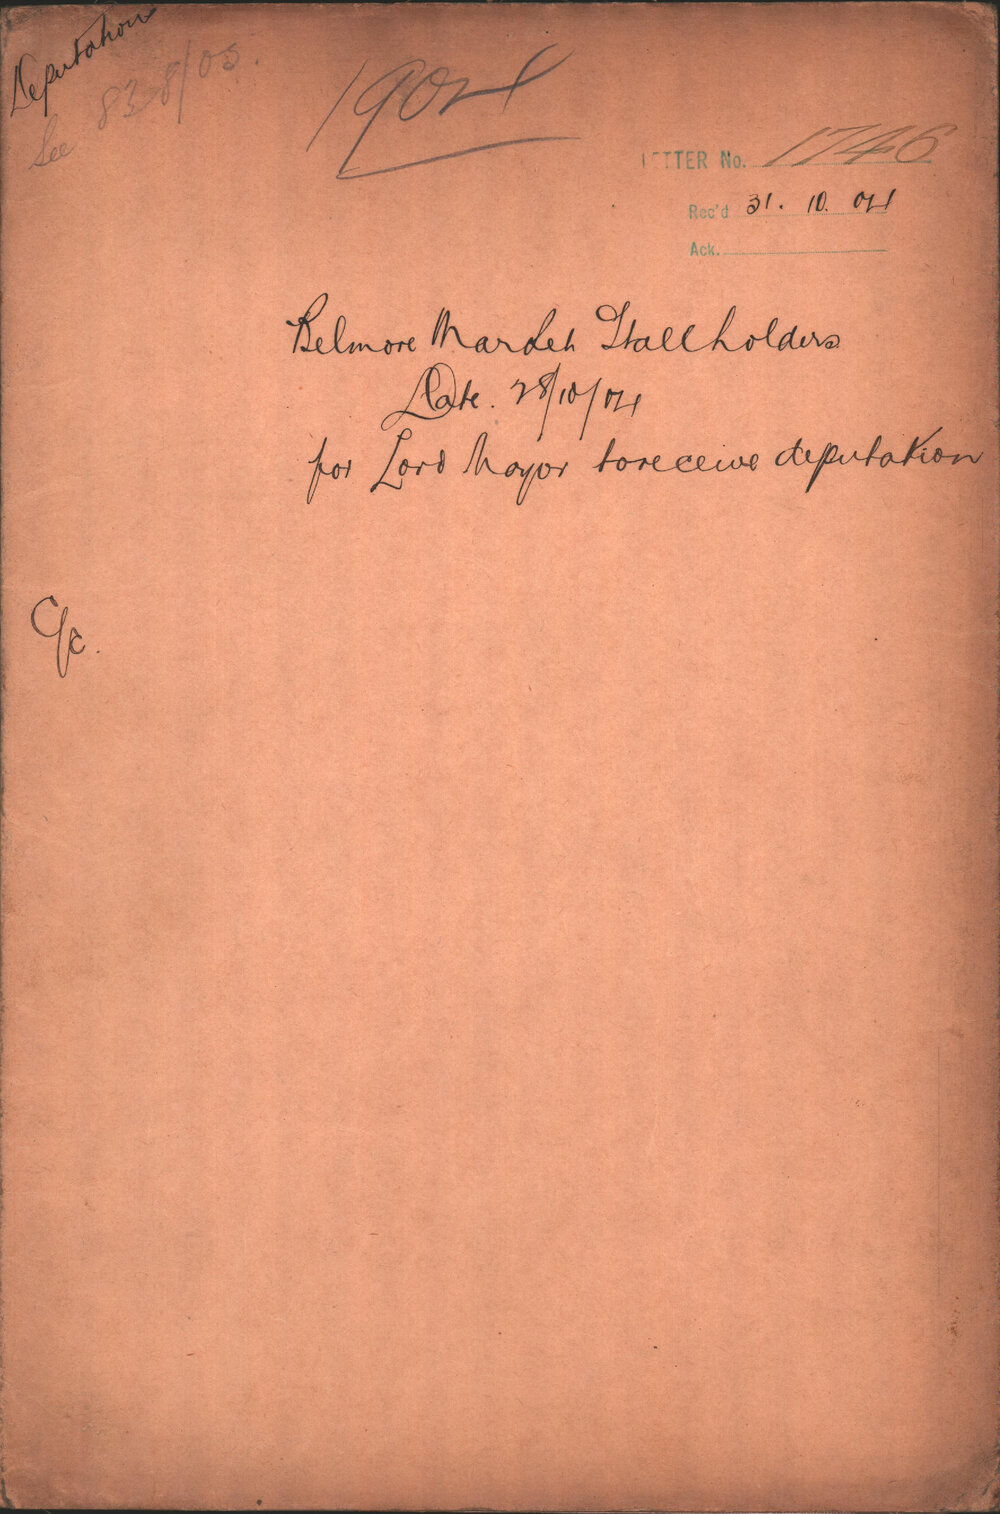 Deputation
See 838/05.
1904
LETTER No. 1746
Rec'd 31. 10. 04
Ack.
Belmore Market Stallholders
Date. 28/10/04
for Lord Mayor to receive deputation
C/c.